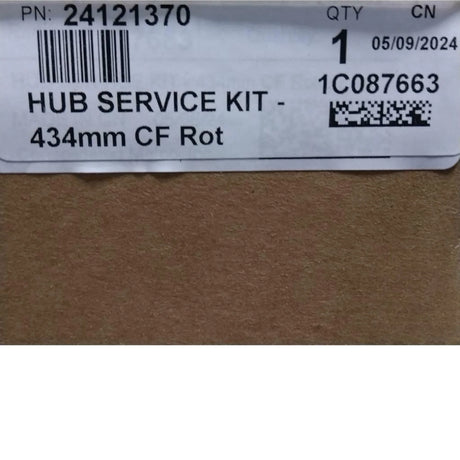 PN: 24121370 QTY CN
1 05/09/2024
HUB SERVICE KIT - 1C087663
434mm CF Rot